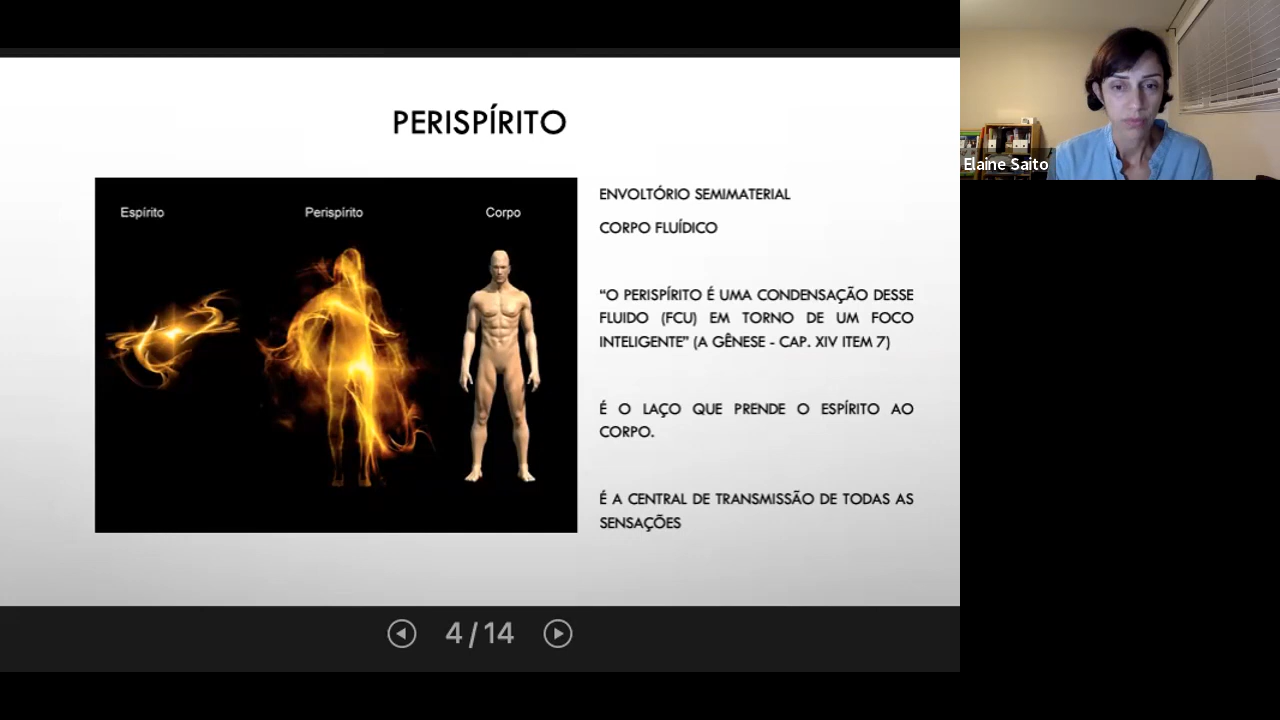 PERISPÍRITO
Espírito
Perispírito
Corpo
ENVOLTÓRIO SEMIMATERIAL
CORPO FLUÍDICO
“O PERISPÍRITO É UMA CONDENSAÇÃO DESSE
FLUIDO (FCU) EM TORNO DE UM FOCO
INTELIGENTE” (A GÊNESE - CAP. XIV ITEM 7)
É O LAÇO QUE PRENDE O ESPÍRITO AO
CORPO.
É A CENTRAL DE TRANSMISSÃO DE TODAS AS
SENSAÇÕES
4 / 14
Elaine Saito